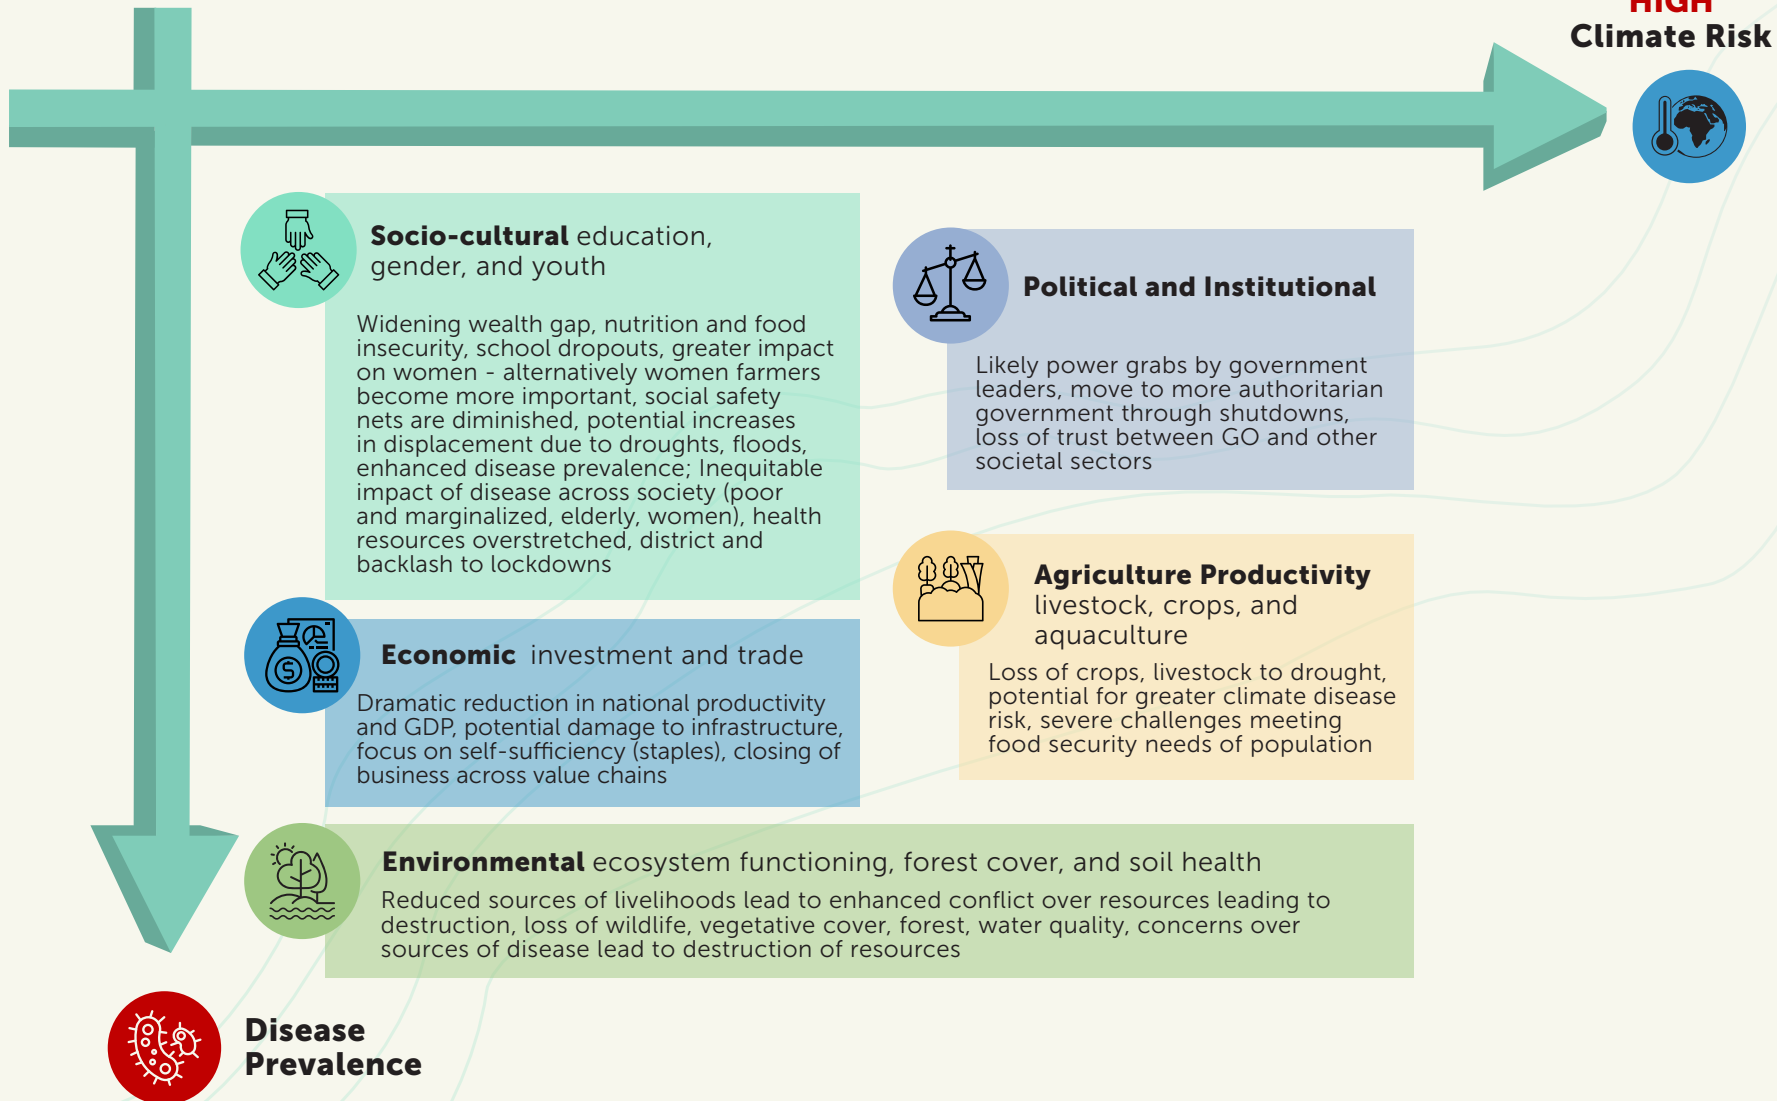 HIGH
Climate Risk
Socio-cultural education,
gender, and youth
Widening wealth gap, nutrition and food
insecurity, school dropouts, greater impact
on women - alternatively women farmers
become more important, social safety
nets are diminished, potential increases
in displacement due to droughts, floods,
enhanced disease prevalence; Inequitable
impact of disease across society (poor
and marginalized, elderly, women), health
resources overstretched, district and
backlash to lockdowns
Political and Institutional
Likely power grabs by government
leaders, move to more authoritarian
government through shutdowns,
loss of trust between GO and other
societal sectors
Economic investment and trade
Dramatic reduction in national productivity
and GDP, potential damage to infrastructure,
focus on self-sufficiency (staples), closing of
business across value chains
Agriculture Productivity
livestock, crops, and
aquaculture
Loss of crops, livestock to drought,
potential for greater climate disease
risk, severe challenges meeting
food security needs of population
Environmental ecosystem functioning, forest cover, and soil health
Reduced sources of livelihoods lead to enhanced conflict over resources leading to
destruction, loss of wildlife, vegetative cover, forest, water quality, concerns over
sources of disease lead to destruction of resources
Disease
Prevalence